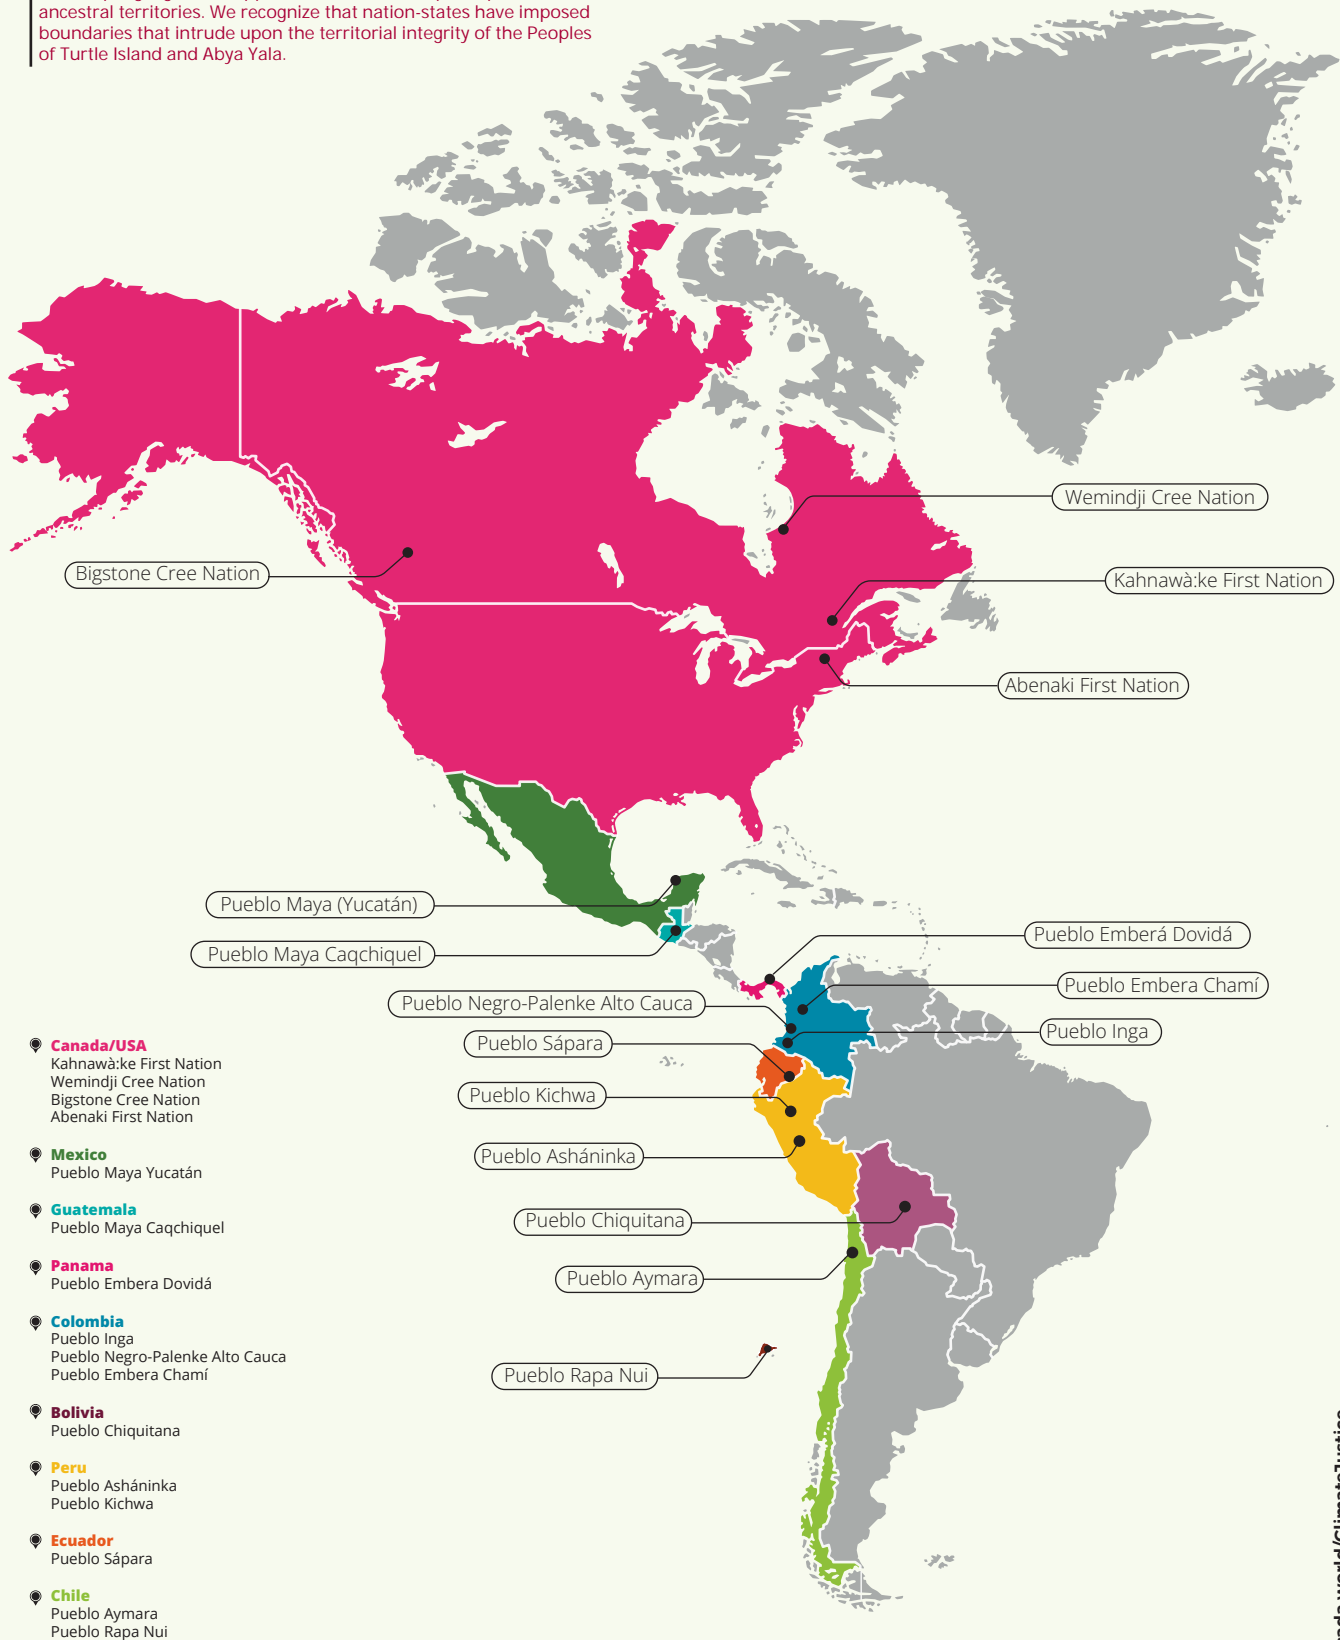 ancestral territories. We recognize that nation-states have imposed
boundaries that intrude upon the territorial integrity of the Peoples
of Turtle Island and Abya Yala.
Wemindji Cree Nation
Bigstone Cree Nation
Kahnawà:ke First Nation
Abenaki First Nation
Pueblo Maya (Yucatán)
Pueblo Maya Caqchiquel
Pueblo Emberá Dovidá
Pueblo Embera Chamí
Pueblo Negro-Palenke Alto Cauca
Pueblo Inga
Pueblo Sápara
Pueblo Kichwa
Pueblo Asháninka
Pueblo Chiquitana
Pueblo Aymara
Pueblo Rapa Nui
Canada/USA
Kahnawà:ke First Nation
Wemindji Cree Nation
Bigstone Cree Nation
Abenaki First Nation
Mexico
Pueblo Maya Yucatán
Guatemala
Pueblo Maya Caqchiquel
Panama
Pueblo Embera Dovidá
Colombia
Pueblo Inga
Pueblo Negro-Palenke Alto Cauca
Pueblo Embera Chamí
Bolivia
Pueblo Chiquitana
Peru
Pueblo Asháninka
Pueblo Kichwa
Ecuador
Pueblo Sápara
Chile
Pueblo Aymara
Pueblo Rapa Nui